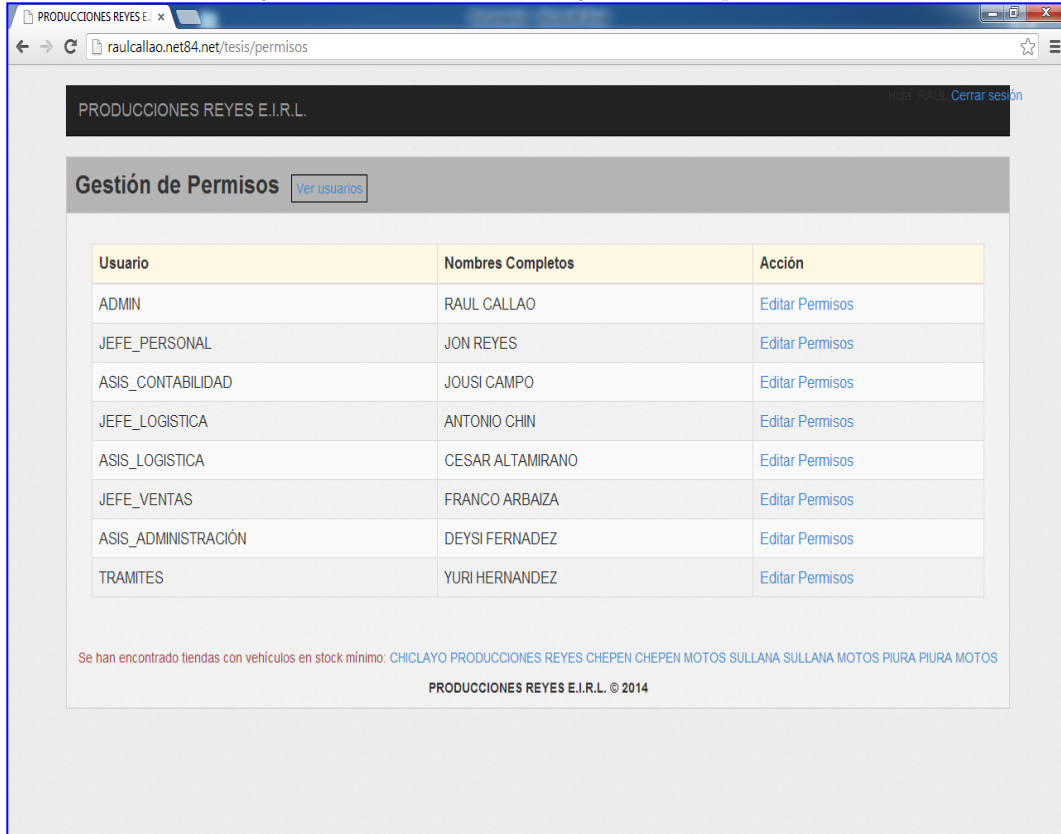 PRODUCCIONES REYES E.I
raulcallao.net84.net/tesis/permisos
PRODUCCIONES REYES E.I.R.L.
Hola, RAUL Cerrar sesión
Gestión de Permisos Ver usuarios
Usuario Nombres Completos Acción
ADMIN RAUL CALLAO Editar Permisos
JEFE_PERSONAL JON REYES Editar Permisos
ASIS_CONTABILIDAD JOUSI CAMPO Editar Permisos
JEFE_LOGISTICA ANTONIO CHIN Editar Permisos
ASIS_LOGISTICA CESAR ALTAMIRANO Editar Permisos
JEFE_VENTAS FRANCO ARBAIZA Editar Permisos
ASIS_ADMINISTRACIÓN DEYSI FERNADEZ Editar Permisos
TRAMITES YURI HERNANDEZ Editar Permisos
Se han encontrado tiendas con vehículos en stock mínimo: CHICLAYO PRODUCCIONES REYES CHEPEN CHEPEN MOTOS SULLANA SULLANA MOTOS PIURA PIURA MOTOS
PRODUCCIONES REYES E.I.R.L. © 2014